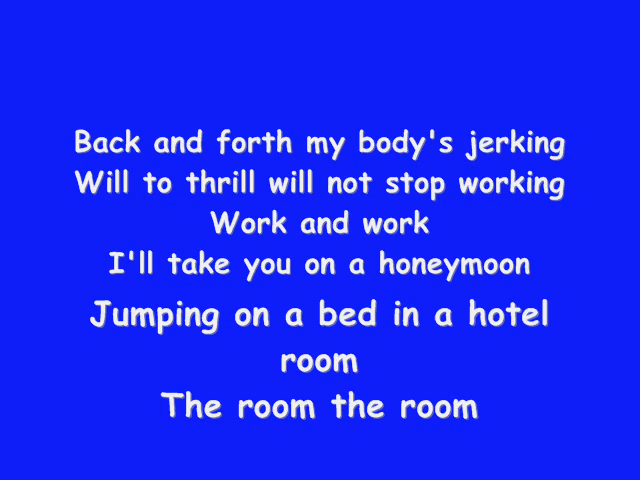 Back and forth my body's jerking
Will to thrill will not stop working
Work and work
I'll take you on a honeymoon
Jumping on a bed in a hotel
room
The room the room